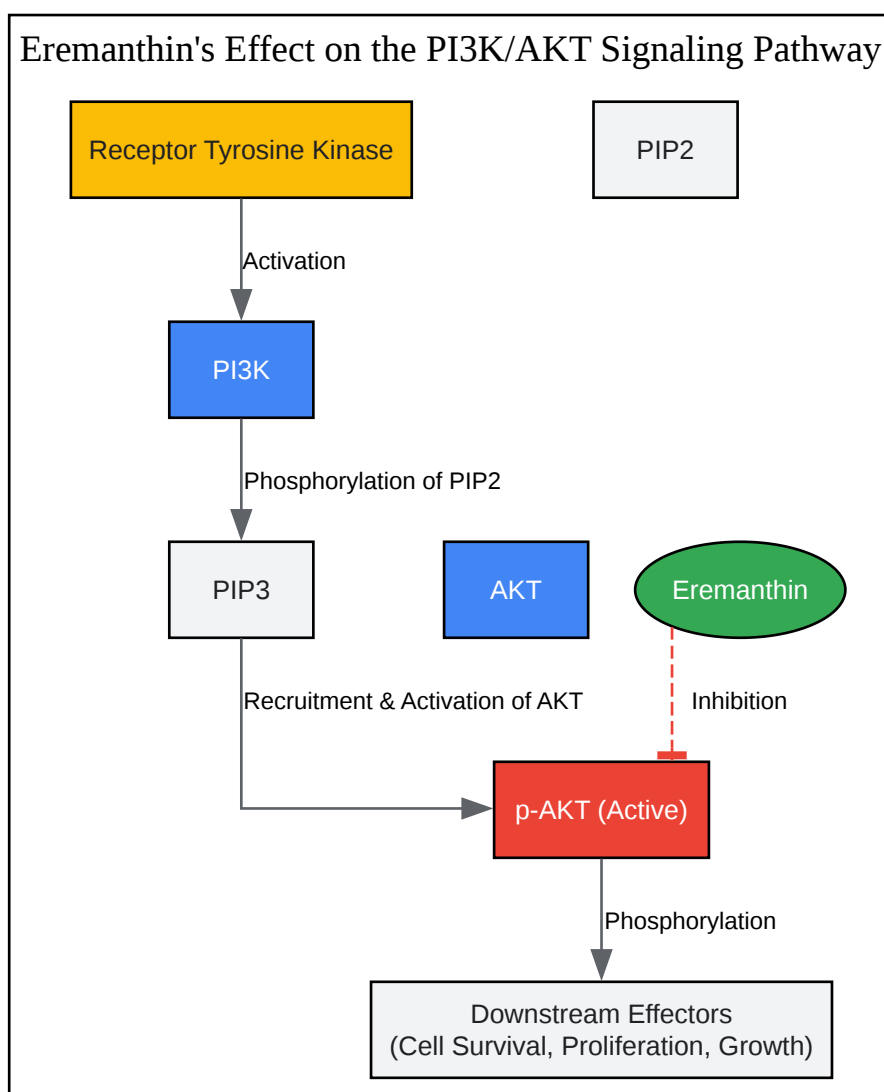 Eremanthin's Effect on the PI3K/AKT Signaling Pathway
Receptor Tyrosine Kinase
PIP2
Activation
PI3K
Phosphorylation of PIP2
PIP3
AKT
Eremanthin
Recruitment & Activation of AKT
Inhibition
p-AKT (Active)
Phosphorylation
Downstream Effectors
(Cell Survival, Proliferation, Growth)